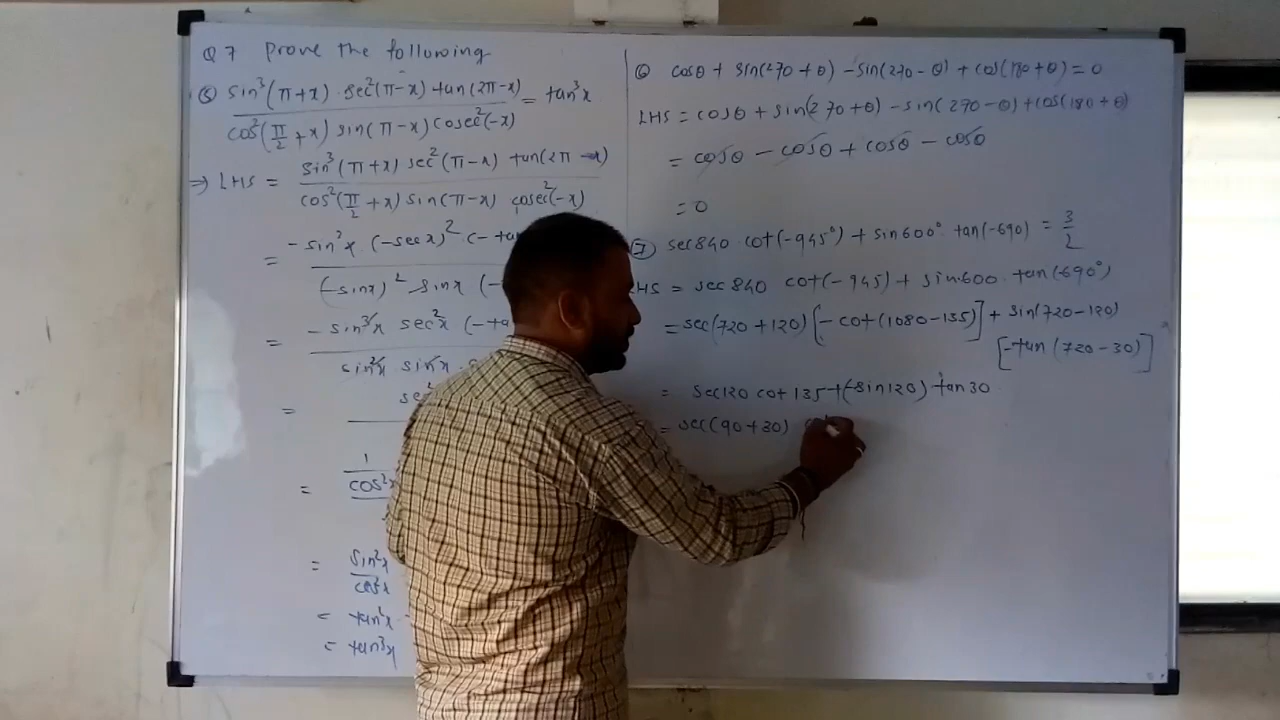 Q 7 Prove the following
(5) sin³(π+x) · sec²(π-x) tan(2π-x) / cos²(π/2 + x) sin(π-x) cosec²(-x) = tan³x
⇒ LHS = sin³(π+x) sec²(π-x) tan(2π-x) / cos²(π/2 + x) sin(π-x) cosec²(-x)
= -sin³x · (-secx)² · (-tan / (-sinx)² sinx (-
= -sin³x sec²x (-ta / sin²x sinx
=
= 1 / cos²x
= sin²x / cos²x
= tan²x ·
= tan³x
(6) cosθ + sin(270+θ) - sin(270-θ) + cos(180+θ) = 0
LHS = cosθ + sin(270+θ) - sin(270-θ) + cos(180+θ)
= cosθ - cosθ + cosθ - cosθ
= 0
(7) sec840 · cot(-945°) + sin600° tan(-690) = 3/2
LHS = sec840 cot(-945) + sin600 · tan(-690°)
= sec(720+120) [-cot(1080-135)] + sin(720-120)
[-tan(720-30)]
= sec120 cot135 + (-sin120) tan30
= sec(90+30)